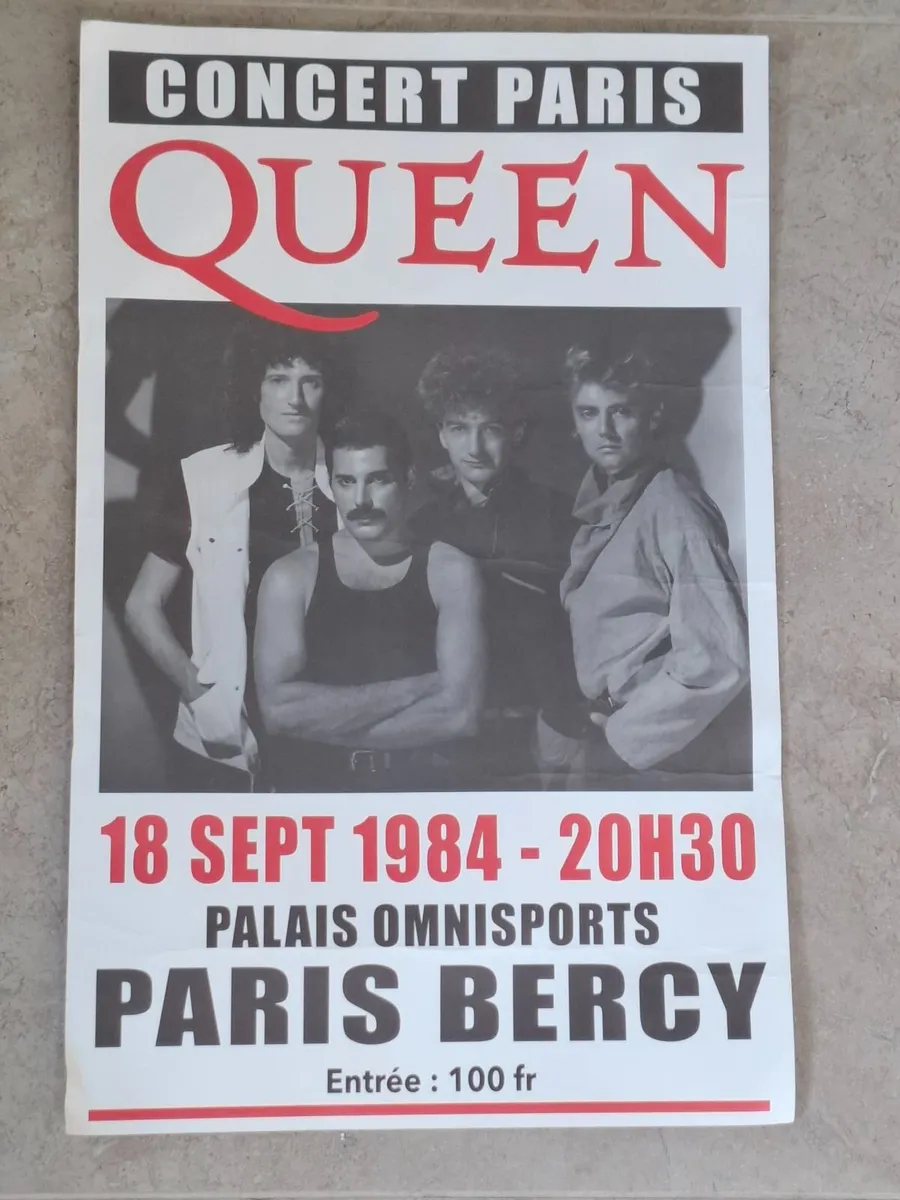 CONCERT PARIS
QUEEN
18 SEPT 1984 - 20H30
PALAIS OMNISPORTS
PARIS BERCY
Entrée : 100 fr